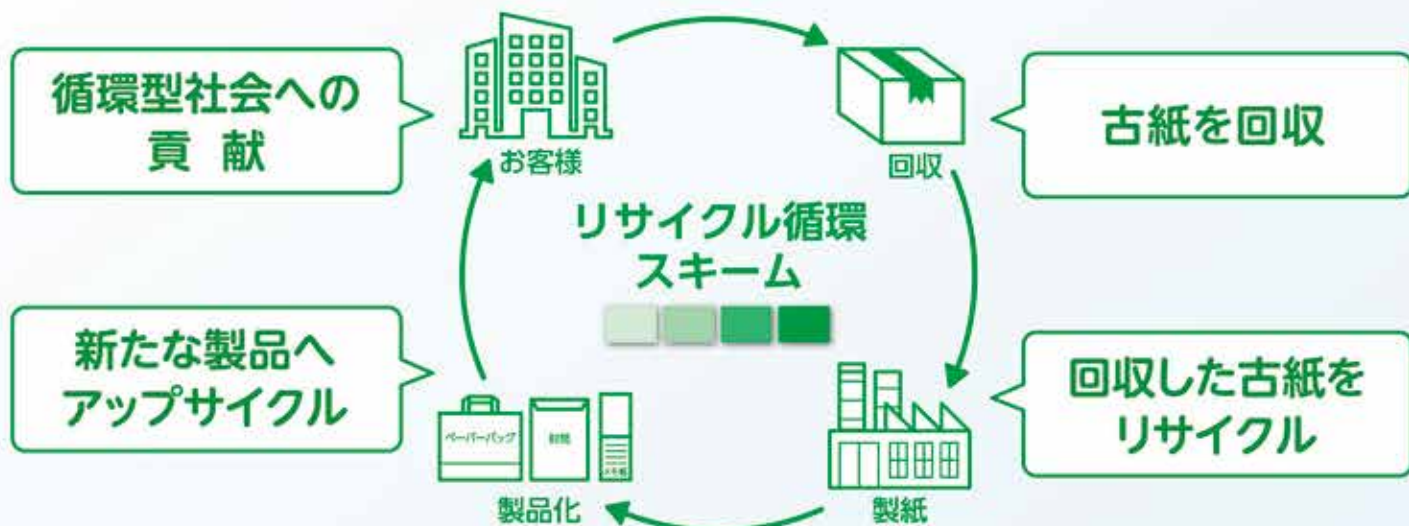 循環型社会への
貢 献
お客様
回収
古紙を回収
リサイクル循環
スキーム
新たな製品へ
アップサイクル
ペーパーバッグ
封筒
メモ帳
製品化
製紙
回収した古紙を
リサイクル